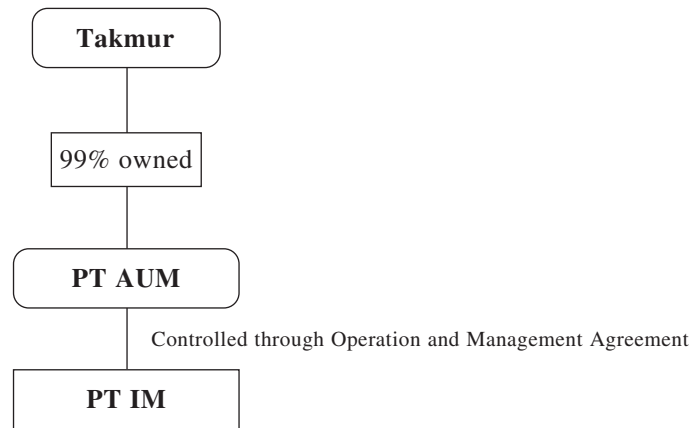 Takmur
99% owned
PT AUM
Controlled through Operation and Management Agreement
PT IM